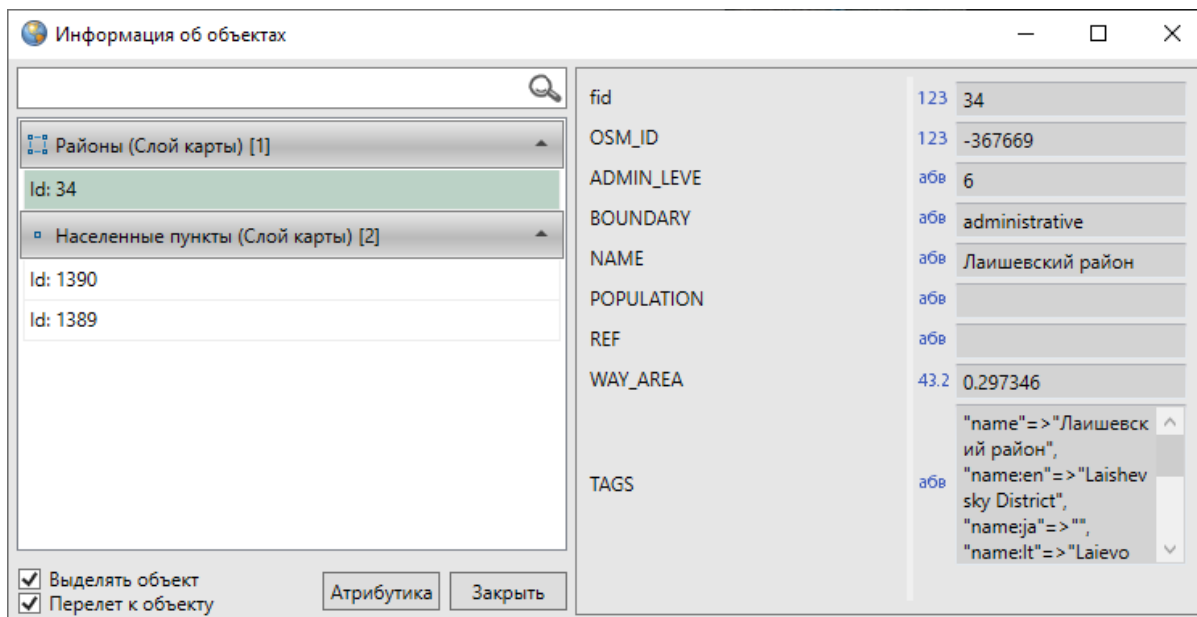 Информация об объектах
Районы (Слой карты) [1]
Id: 34
Населенные пункты (Слой карты) [2]
Id: 1390
Id: 1389
Выделять объект
Перелет к объекту
Атрибутика
Закрыть
fid 123 34
OSM_ID 123 -367669
ADMIN_LEVE абв 6
BOUNDARY абв administrative
NAME абв Лаишевский район
POPULATION абв
REF абв
WAY_AREA 43.2 0.297346
TAGS абв
"name"=>"Лаишевск
ий район",
"name:en"=>"Laishev
sky District",
"name:ja"=>"",
"name:lt"=>"Laievo